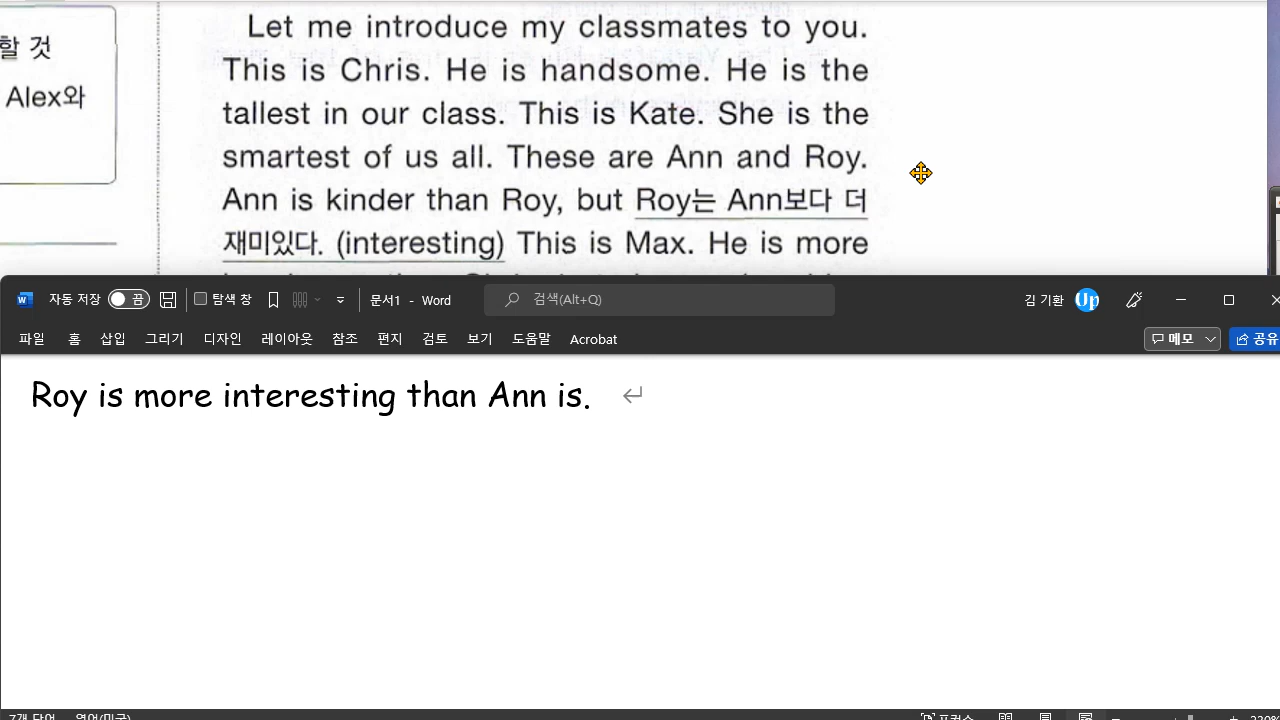 할 것
Alex와
Let me introduce my classmates to you.
This is Chris. He is handsome. He is the
tallest in our class. This is Kate. She is the
smartest of us all. These are Ann and Roy.
Ann is kinder than Roy, but Roy는 Ann보다 더
재미있다. (interesting) This is Max. He is more
자동 저장 끔 탐색 창 문서1 - Word 검색(Alt+Q) 김 기환 Up
파일 홈 삽입 그리기 디자인 레이아웃 참조 편지 검토 보기 도움말 Acrobat 메모 공유
Roy is more interesting than Ann is.